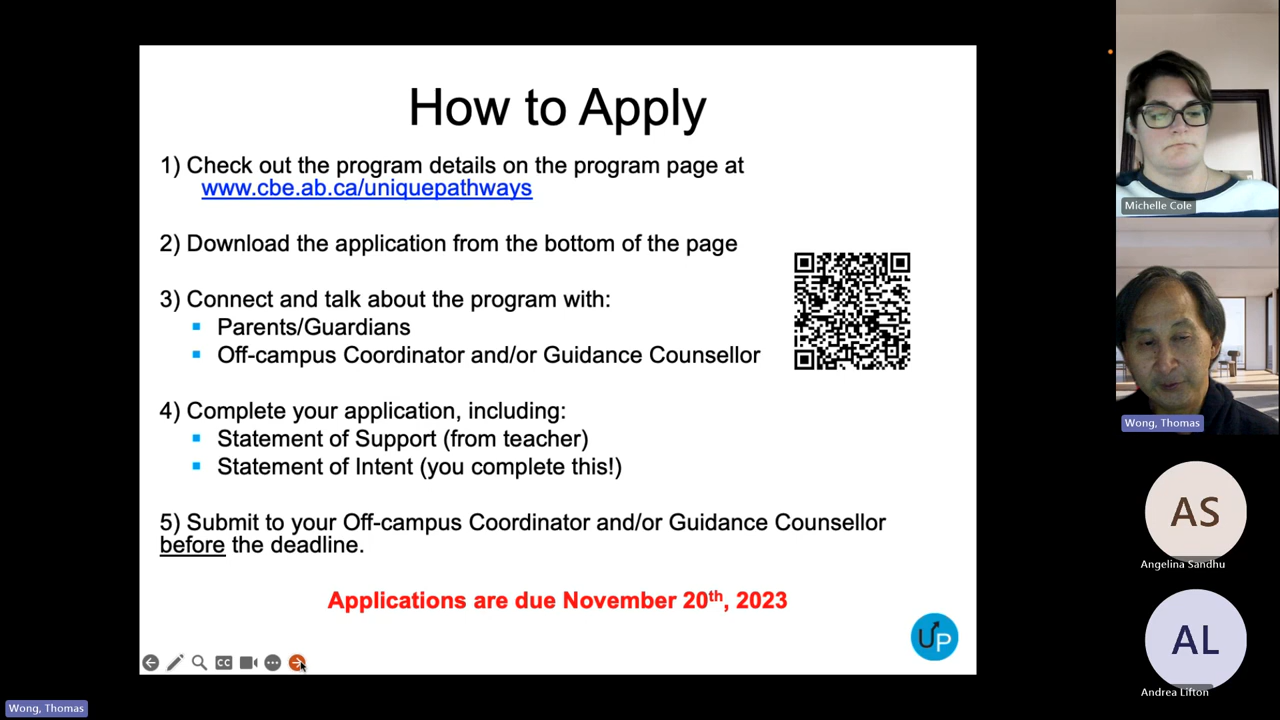 How to Apply
1) Check out the program details on the program page at
www.cbe.ab.ca/uniquepathways
2) Download the application from the bottom of the page
3) Connect and talk about the program with:
Parents/Guardians
Off-campus Coordinator and/or Guidance Counsellor
4) Complete your application, including:
Statement of Support (from teacher)
Statement of Intent (you complete this!)
5) Submit to your Off-campus Coordinator and/or Guidance Counsellor
before the deadline.
Applications are due November 20th, 2023
UP
CC
Wong, Thomas
Michelle Cole
Wong, Thomas
AS
Angelina Sandhu
AL
Andrea Lifton